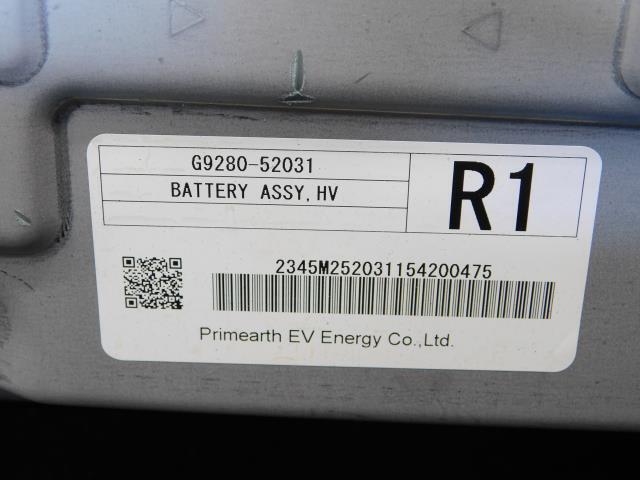 G9280-52031
BATTERY ASSY,HV
R1
2345M252031154200475
Primearth EV Energy Co.,Ltd.